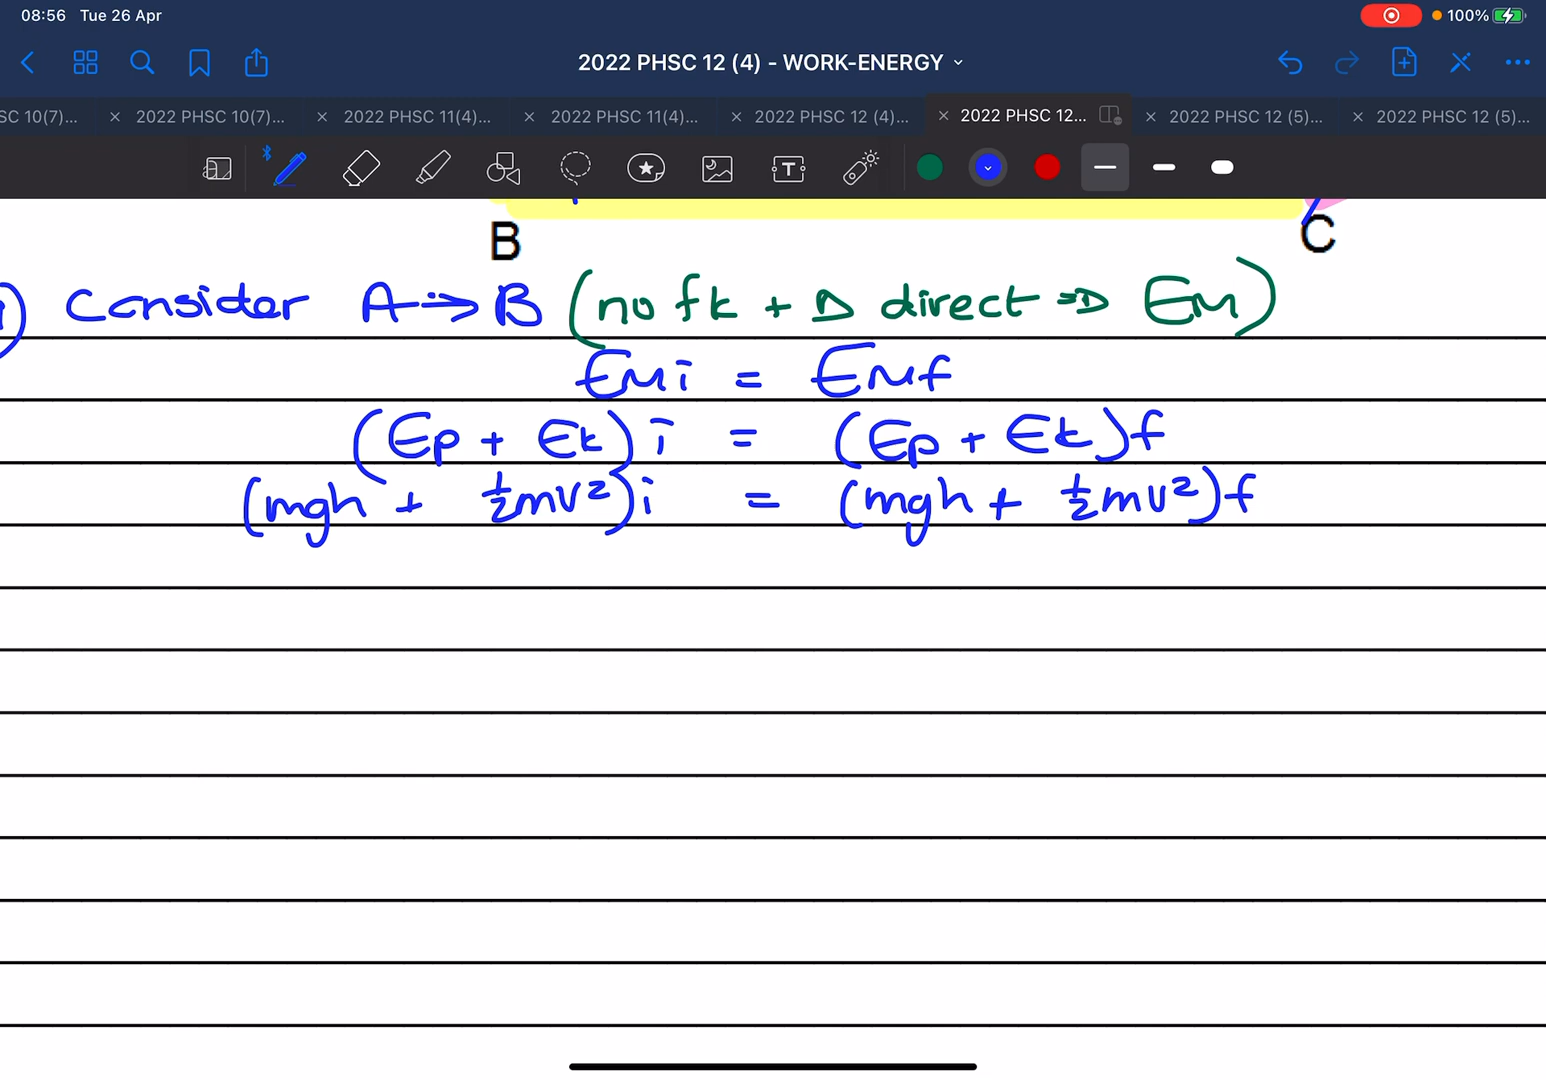 08:56 Tue 26 Apr
100%
2022 PHSC 12 (4) - WORK-ENERGY
SC 10(7)... × 2022 PHSC 10(7)... × 2022 PHSC 11(4)... × 2022 PHSC 11(4)... × 2022 PHSC 12 (4)... × 2022 PHSC 12... × 2022 PHSC 12 (5)... × 2022 PHSC 12 (5)...
B C
) Consider A → B (no fk + Δ direct ⇒ EM)
EMi = EMf
(Ep + Ek)i = (Ep + Ek)f
(mgh + ½mv²)i = (mgh + ½mv²)f